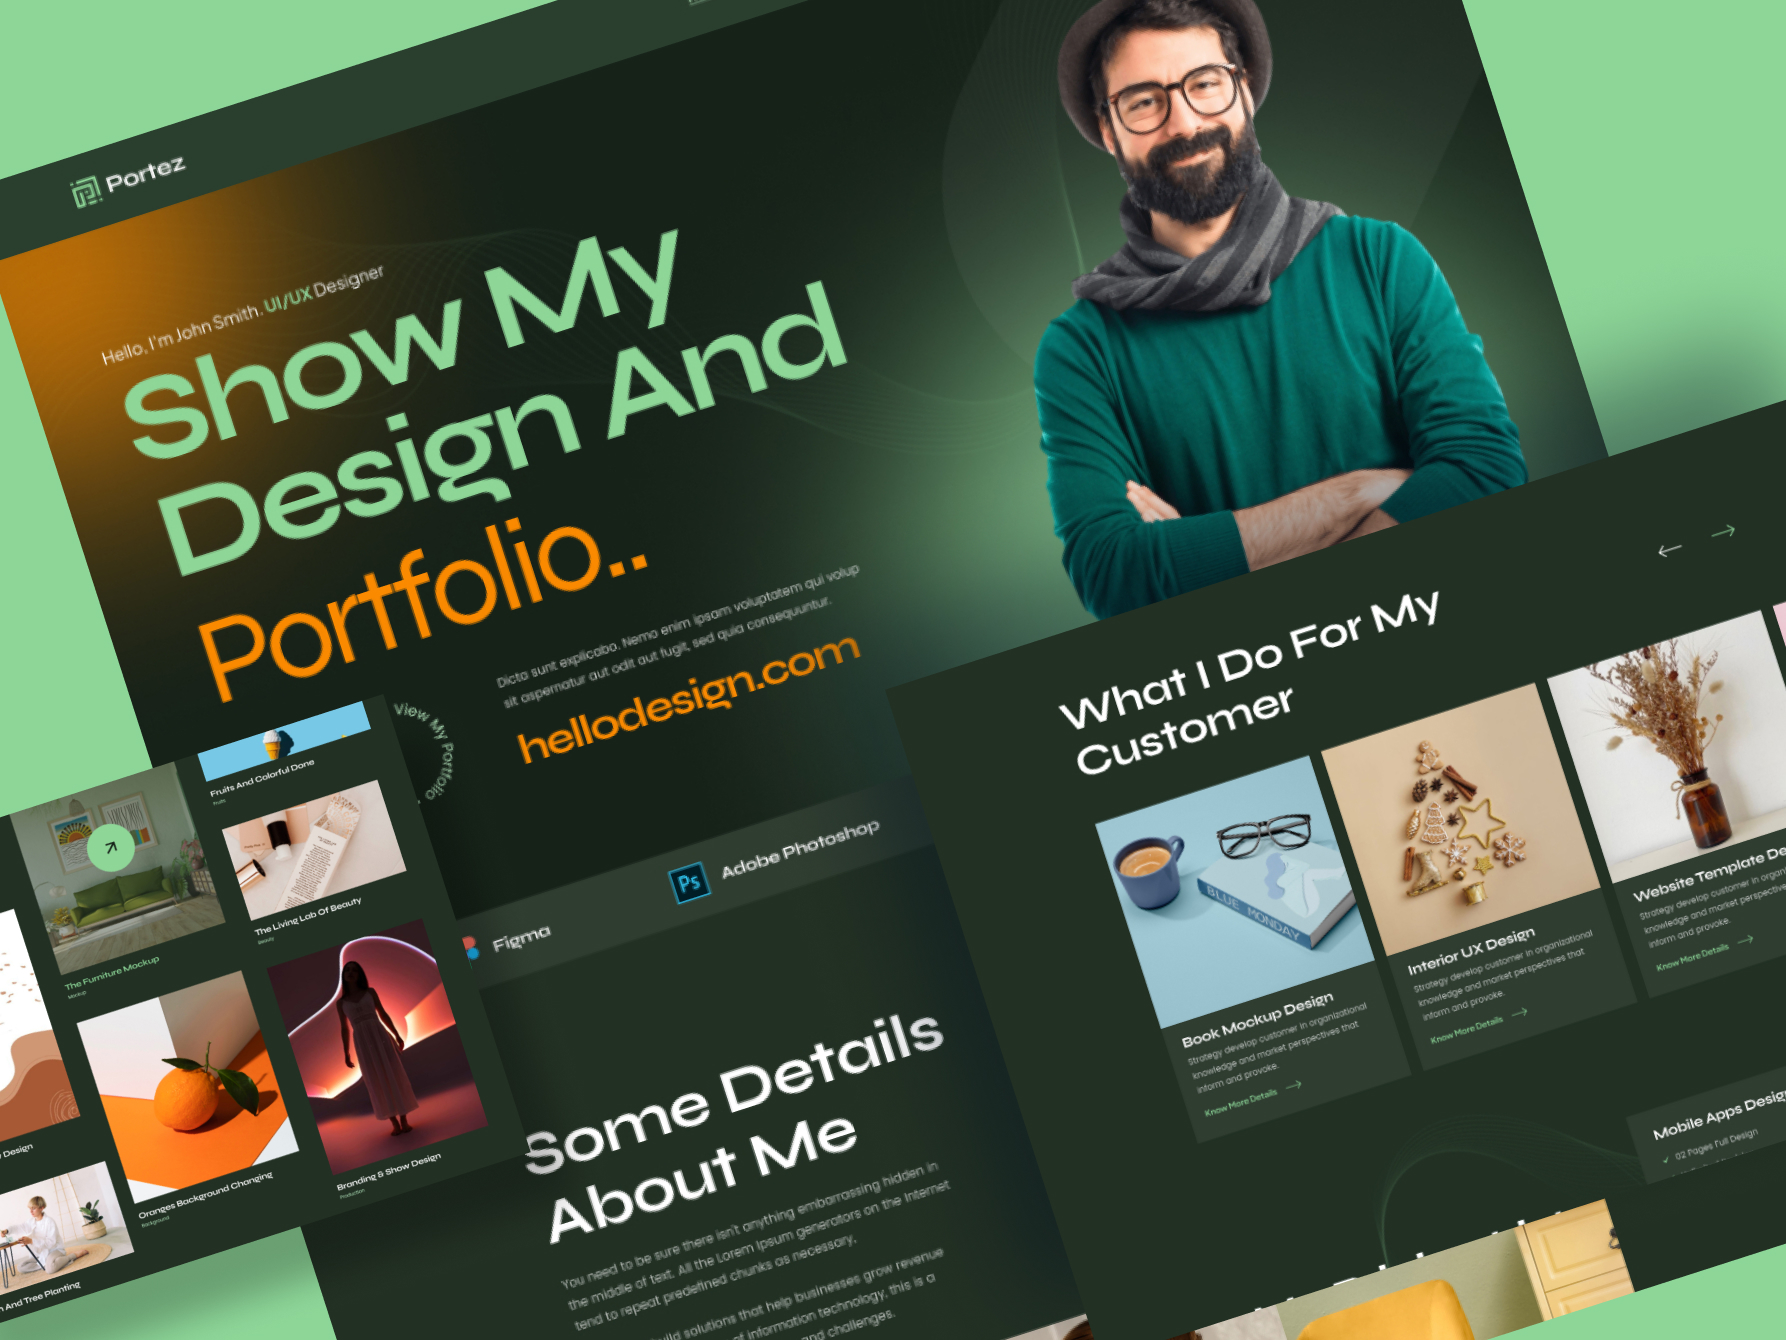 Portez
Hello, I'm John Smith. UI/UX Designer
Show My
Design And
Portfolio..
Dicta sunt explicabo. Nemo enim ipsam voluptatem qui volup
sit aspernatur aut odit aut fugit, sed quia consequuntur.
hellodesign.com
View My Portfolio
Figma
Ps
Adobe Photoshop
Fruits And Colorful Done
Fruits
The Living Lab Of Beauty
Beauty
The Furniture Mockup
Mockup
Design
Oranges Background Changing
Background
Branding & Show Design
Production
And Tree Planting
Some Details
About Me
You need to be sure there isn't anything embarrassing hidden in
the middle of text. All the Lorem Ipsum generators on the Internet
tend to repeat predefined chunks as necessary,
solutions that help businesses grow revenue
of information technology, this is a
and challenges.
What I Do For My
Customer
BLUE MONDAY
Book Mockup Design
Strategy develop customer in organizational
knowledge and market perspectives that
inform and provoke.
Know More Details
Interior UX Design
Strategy develop customer in organizational
knowledge and market perspectives that
inform and provoke.
Know More Details
Website Template De
Strategy develop customer in organ
knowledge and market perspectives
inform and provoke.
Know More Details
Mobile Apps Desig
02 Pages Full Design